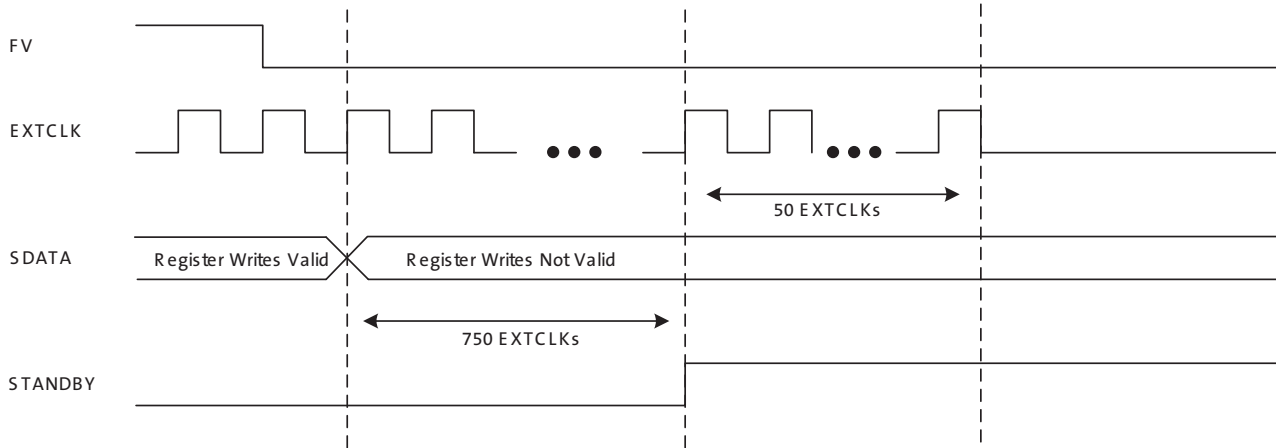 FV
EXTCLK
50 EXTCLKs
SDATA
Register Writes Valid
Register Writes Not Valid
750 EXTCLKs
STANDBY